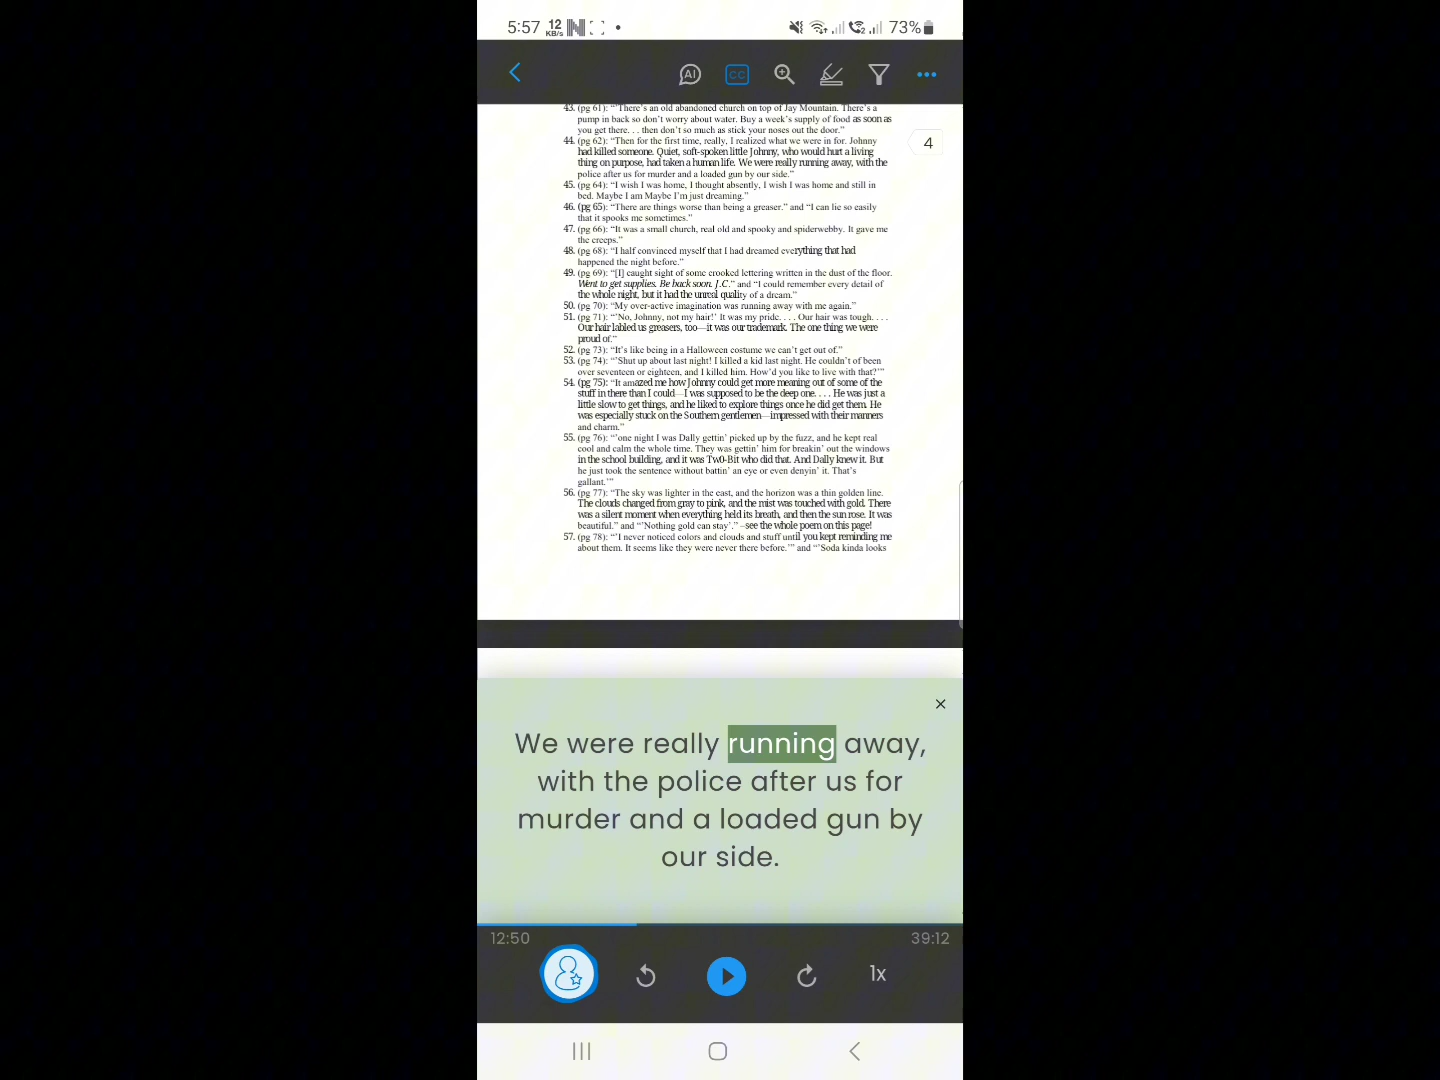 5:57 12 KB/s 73%
AI CC
43. (pg 61): “‘There’s an old abandoned church on top of Jay Mountain. There’s a
pump in back so don’t worry about water. Buy a week’s supply of food as soon as
you get there. . . then don’t so much as stick your noses out the door.”
4
44. (pg 62): “Then for the first time, really, I realized what we were in for. Johnny
had killed someone. Quiet, soft-spoken little Johnny, who would hurt a living
thing on purpose, had taken a human life. We were really running away, with the
police after us for murder and a loaded gun by our side.”
45. (pg 64): “I wish I was home, I thought absently, I wish I was home and still in
bed. Maybe I am Maybe I’m just dreaming.”
46. (pg 65): “There are things worse than being a greaser.” and “I can lie so easily
that it spooks me sometimes.”
47. (pg 66): “It was a small church, real old and spooky and spiderwebby. It gave me
the creeps.”
48. (pg 68): “I half convinced myself that I had dreamed everything that had
happened the night before.”
49. (pg 69): “[I] caught sight of some crooked lettering written in the dust of the floor.
Went to get supplies. Be back soon. J.C.” and “I could remember every detail of
the whole night, but it had the unreal quality of a dream.”
50. (pg 70): “My over-active imagination was running away with me again.”
51. (pg 71): “‘No, Johnny, not my hair!’ It was my pride. . . . Our hair was tough. . . .
Our hair labled us greasers, too—it was our trademark. The one thing we were
proud of.”
52. (pg 73): “It’s like being in a Halloween costume we can’t get out of.”
53. (pg 74): “‘Shut up about last night! I killed a kid last night. He couldn’t of been
over seventeen or eighteen, and I killed him. How’d you like to live with that?’”
54. (pg 75): “It amazed me how Johnny could get more meaning out of some of the
stuff in there than I could—I was supposed to be the deep one. . . . He was just a
little slow to get things, and he liked to explore things once he did get them. He
was especially stuck on the Southern gentlemen—impressed with their manners
and charm.”
55. (pg 76): “‘one night I was Dally gettin’ picked up by the fuzz, and he kept real
cool and calm the whole time. They was gettin’ him for breakin’ out the windows
in the school building, and it was Tw0-Bit who did that. And Dally knew it. But
he just took the sentence without battin’ an eye or even denyin’ it. That’s
gallant.’”
56. (pg 77): “The sky was lighter in the east, and the horizon was a thin golden line.
The clouds changed from gray to pink, and the mist was touched with gold. There
was a silent moment when everything held its breath, and then the sun rose. It was
beautiful.” and “‘Nothing gold can stay’.” –see the whole poem on this page!
57. (pg 78): “‘I never noticed colors and clouds and stuff until you kept reminding me
about them. It seems like they were never there before.’” and “‘Soda kinda looks
We were really running away,
with the police after us for
murder and a loaded gun by
our side.
12:50 39:12
1x